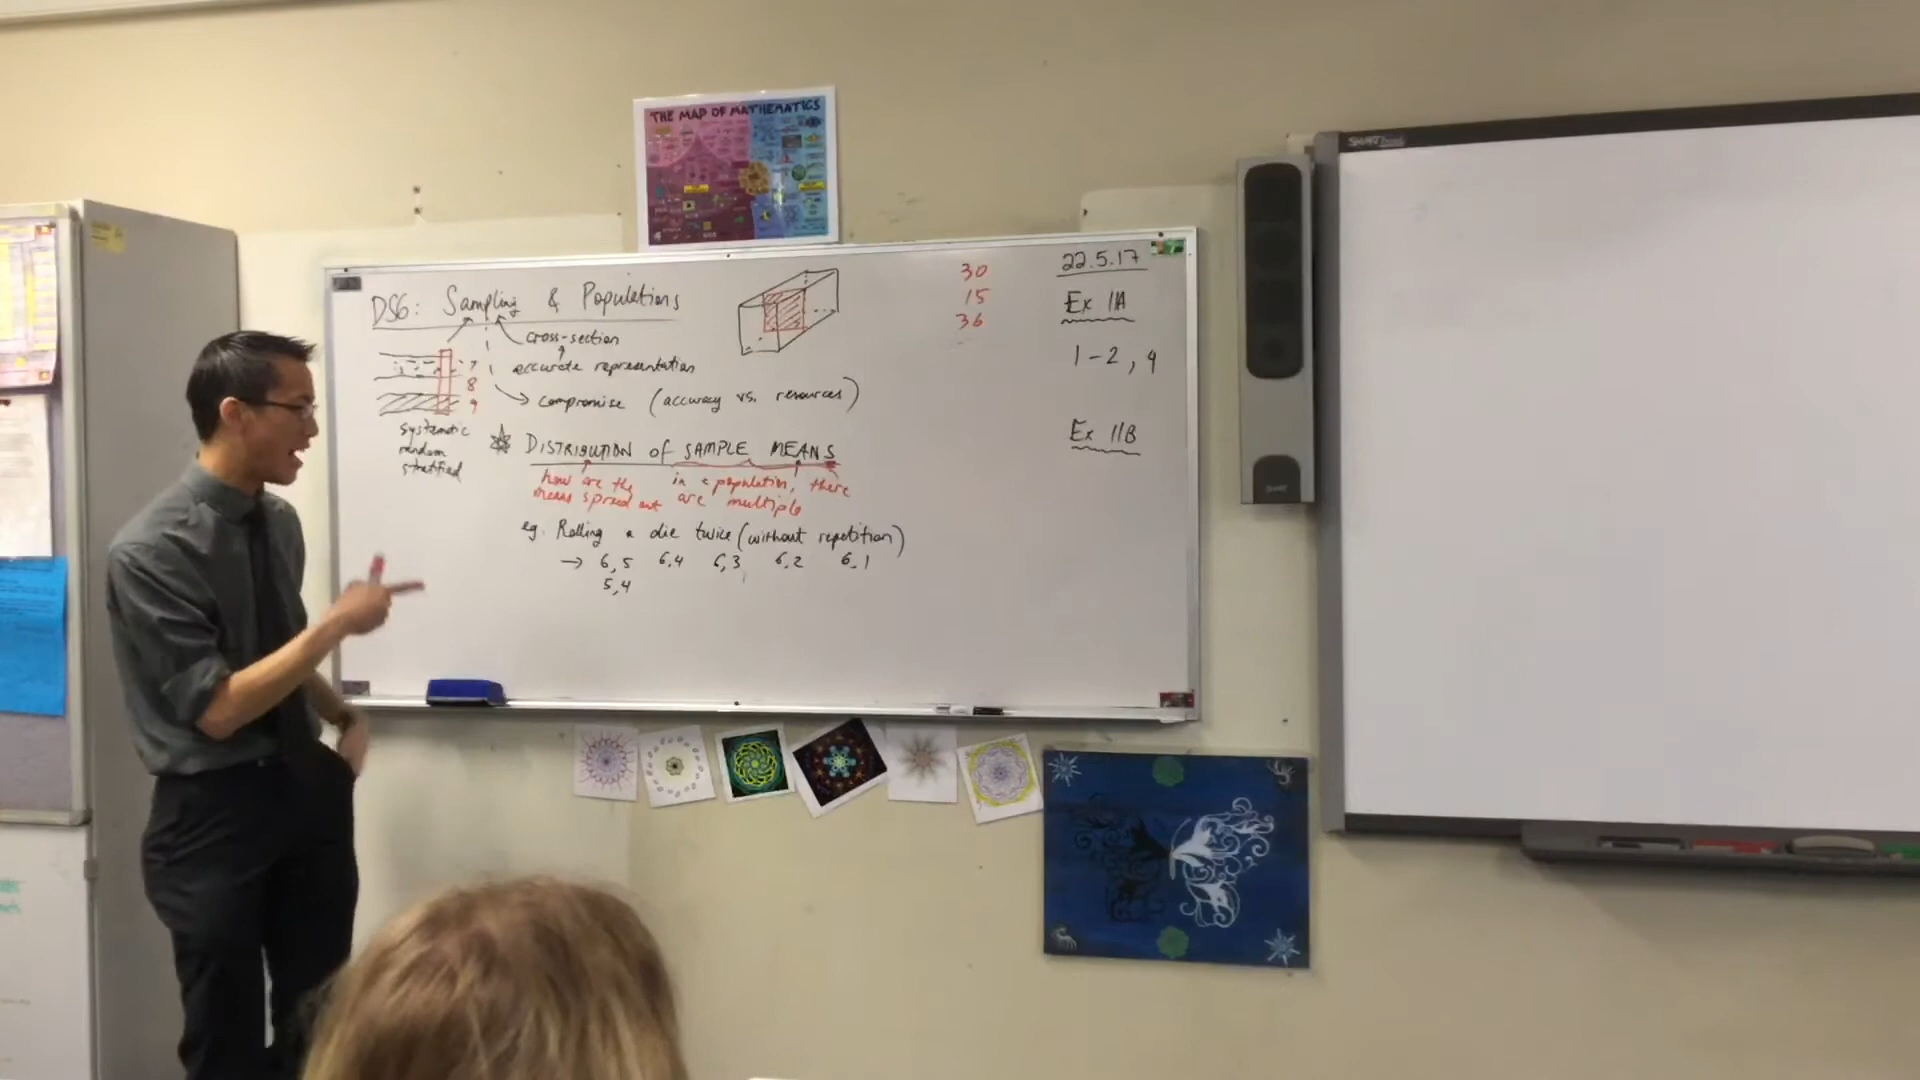 THE MAP OF MATHEMATICS
DS6: Sampling & Populations
cross-section
accurate representation
compromise (accuracy vs. resources)
7
8
9
systematic
random
stratified
DISTRIBUTION of SAMPLE MEANS
how are the
means spread out
in a population, there
are multiple
eg. Rolling a die twice (without repetition)
→ 6,5 6,4 6,3 6,2 6,1
5,4
30
15
36
22.5.17
Ex 11A
1-2, 4
Ex 11B
SMART Board
SMART